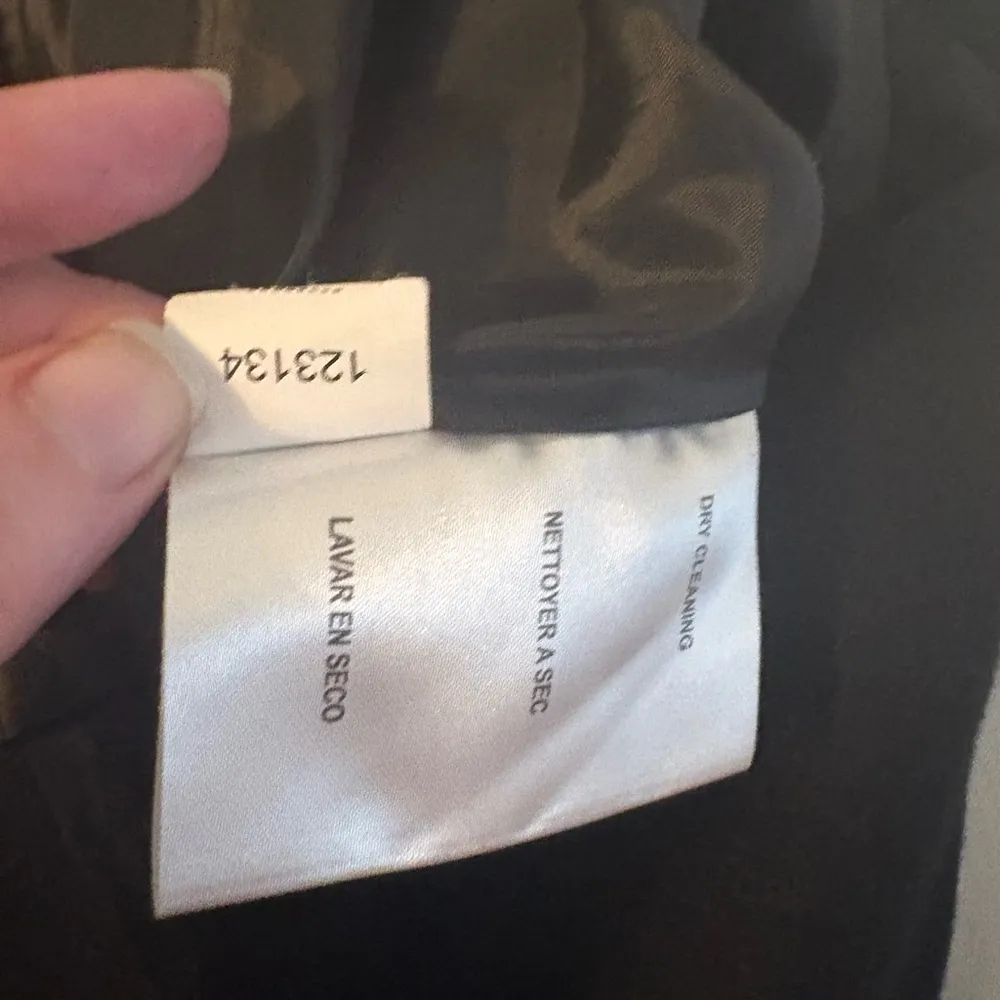 123134
DRY CLEANING
NETTOYER A SEC
LAVAR EN SECO